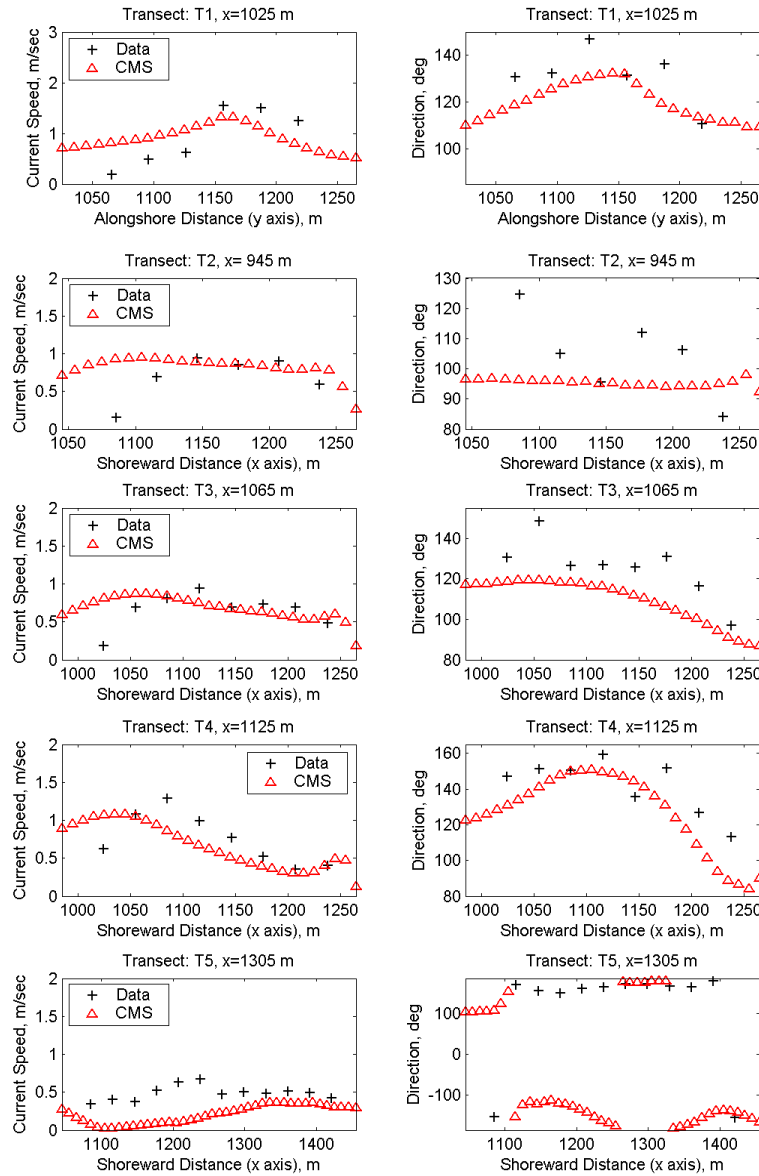 Transect: T1, x=1025 m
Current Speed, m/sec
3
2
1
0
Data
CMS
1050 1100 1150 1200 1250
Alongshore Distance (y axis), m
Transect: T1, x=1025 m
Direction, deg
140
120
100
1050 1100 1150 1200 1250
Alongshore Distance (y axis), m
Transect: T2, x= 945 m
Current Speed, m/sec
2
1.5
1
0.5
0
Data
CMS
1050 1100 1150 1200 1250
Shoreward Distance (x axis), m
Transect: T2, x= 945 m
Direction, deg
130
120
110
100
90
80
1050 1100 1150 1200 1250
Shoreward Distance (x axis), m
Transect: T3, x=1065 m
Current Speed, m/sec
2
1.5
1
0.5
0
Data
CMS
1000 1050 1100 1150 1200 1250
Shoreward Distance (x axis), m
Transect: T3, x=1065 m
Direction, deg
140
120
100
80
1000 1050 1100 1150 1200 1250
Shoreward Distance (x axis), m
Transect: T4, x=1125 m
Current Speed, m/sec
2
1.5
1
0.5
0
Data
CMS
1000 1050 1100 1150 1200 1250
Shoreward Distance (x axis), m
Transect: T4, x=1125 m
Direction, deg
160
140
120
100
80
1000 1050 1100 1150 1200 1250
Shoreward Distance (x axis), m
Transect: T5, x=1305 m
Current Speed, m/sec
2
1.5
1
0.5
0
Data
CMS
1100 1200 1300 1400
Shoreward Distance (x axis), m
Transect: T5, x=1305 m
Direction, deg
100
0
-100
1100 1200 1300 1400
Shoreward Distance (x axis), m